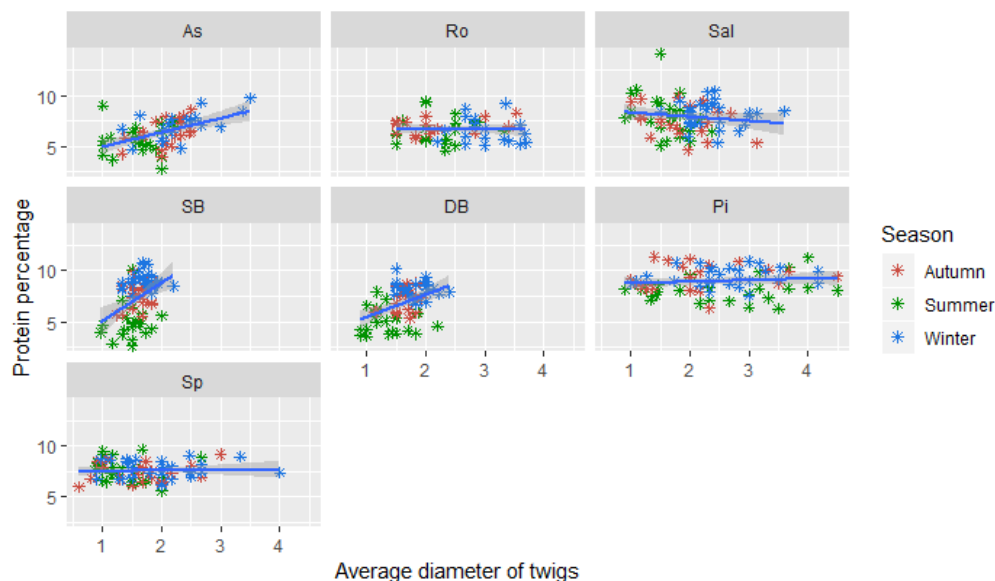 As Ro Sal
10
5
SB DB Pi
10
5
Sp
10
5
1 2 3 4
1 2 3 4
1 2 3 4
Protein percentage
Average diameter of twigs
Season
Autumn
Summer
Winter